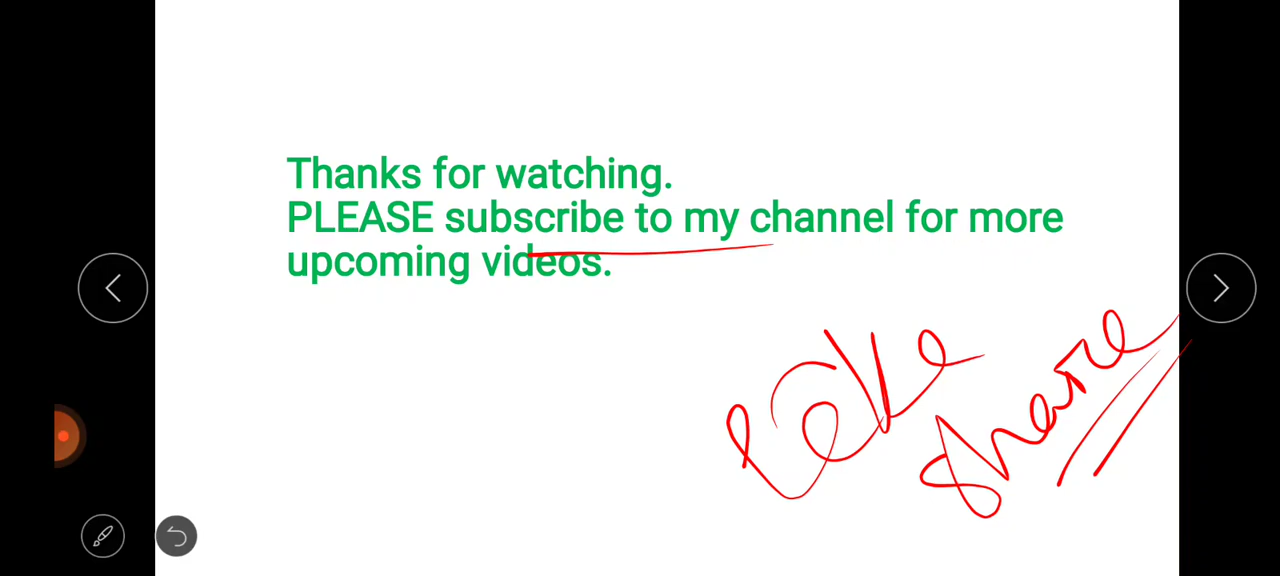 Thanks for watching.
PLEASE subscribe to my channel for more
upcoming videos.
Like
Share